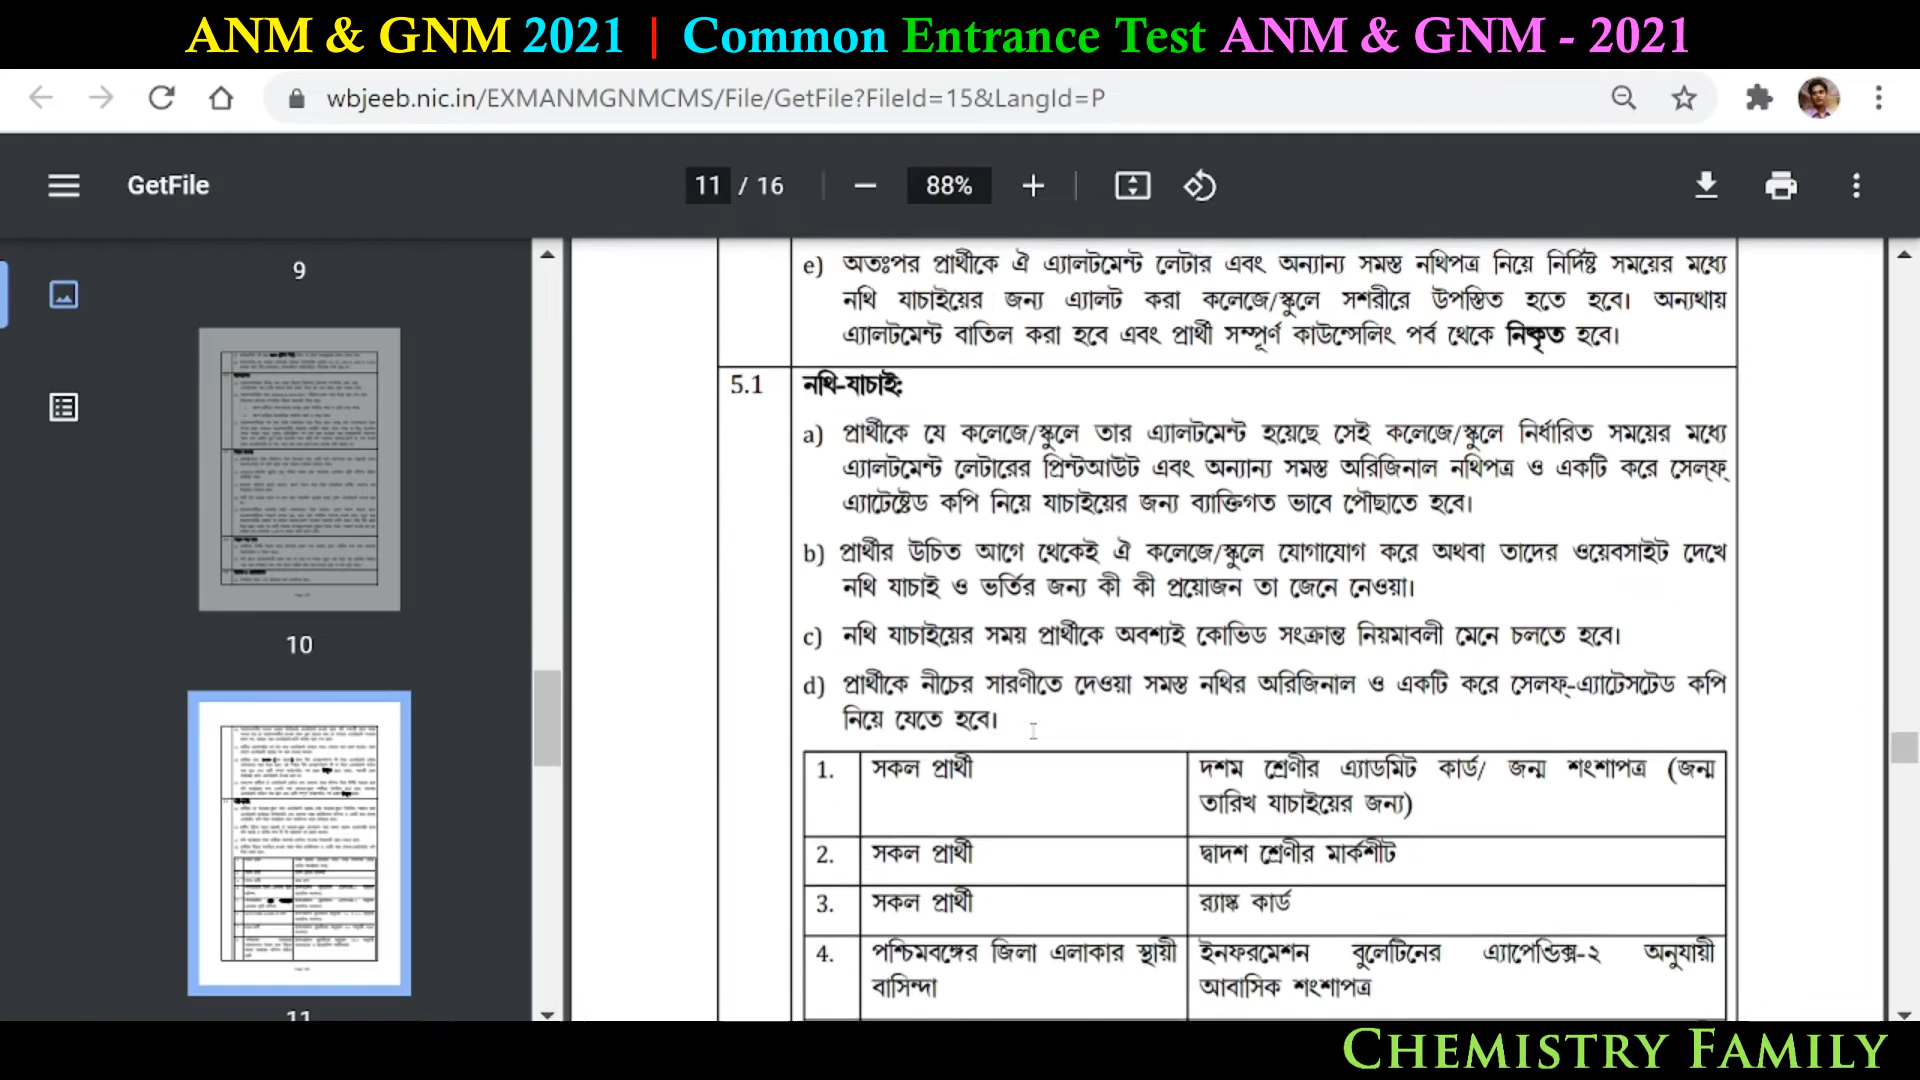 ANM & GNM 2021 | Common Entrance Test ANM & GNM - 2021
wbjeeb.nic.in/EXMANMGNMCMS/File/GetFile?FileId=15&LangId=P
GetFile
11 / 16
88%
9
10
11
e) অতঃপর প্রার্থীকে ঐ এ্যালটমেন্ট লেটার এবং অন্যান্য সমস্ত নথিপত্র নিয়ে নির্দিষ্ট সময়ের মধ্যে
নথি যাচাইয়ের জন্য এ্যালট করা কলেজে/স্কুলে সশরীরে উপস্তিত হতে হবে। অন্যথায়
এ্যালটমেন্ট বাতিল করা হবে এবং প্রার্থী সম্পূর্ণ কাউন্সেলিং পর্ব থেকে নিষ্কৃত হবে।
5.1 নথি-যাচাই:
a) প্রার্থীকে যে কলেজে/স্কুলে তার এ্যালটমেন্ট হয়েছে সেই কলেজে/স্কুলে নির্ধারিত সময়ের মধ্যে
এ্যালটমেন্ট লেটারের প্রিন্টআউট এবং অন্যান্য সমস্ত অরিজিনাল নথিপত্র ও একটি করে সেল্ফ্
এ্যাটেষ্টেড কপি নিয়ে যাচাইয়ের জন্য ব্যাক্তিগত ভাবে পৌছাতে হবে।
b) প্রার্থীর উচিত আগে থেকেই ঐ কলেজে/স্কুলে যোগাযোগ করে অথবা তাদের ওয়েবসাইট দেখে
নথি যাচাই ও ভর্তির জন্য কী কী প্রয়োজন তা জেনে নেওয়া।
c) নথি যাচাইয়ের সময় প্রার্থীকে অবশ্যই কোভিড সংক্রান্ত নিয়মাবলী মেনে চলতে হবে।
d) প্রার্থীকে নীচের সারণীতে দেওয়া সমস্ত নথির অরিজিনাল ও একটি করে সেলফ্-এ্যাটেসটেড কপি
নিয়ে যেতে হবে।
1. সকল প্রার্থী দশম শ্রেণীর এ্যাডমিট কার্ড/ জন্ম শংশাপত্র (জন্ম
তারিখ যাচাইয়ের জন্য)
2. সকল প্রার্থী দ্বাদশ শ্রেণীর মার্কশীট
3. সকল প্রার্থী র‍্যাঙ্ক কার্ড
4. পশ্চিমবঙ্গের জিলা এলাকার স্থায়ী ইনফরমেশন বুলেটিনের এ্যাপেন্ডিক্স-২ অনুযায়ী
বাসিন্দা আবাসিক শংশাপত্র
CHEMISTRY FAMILY